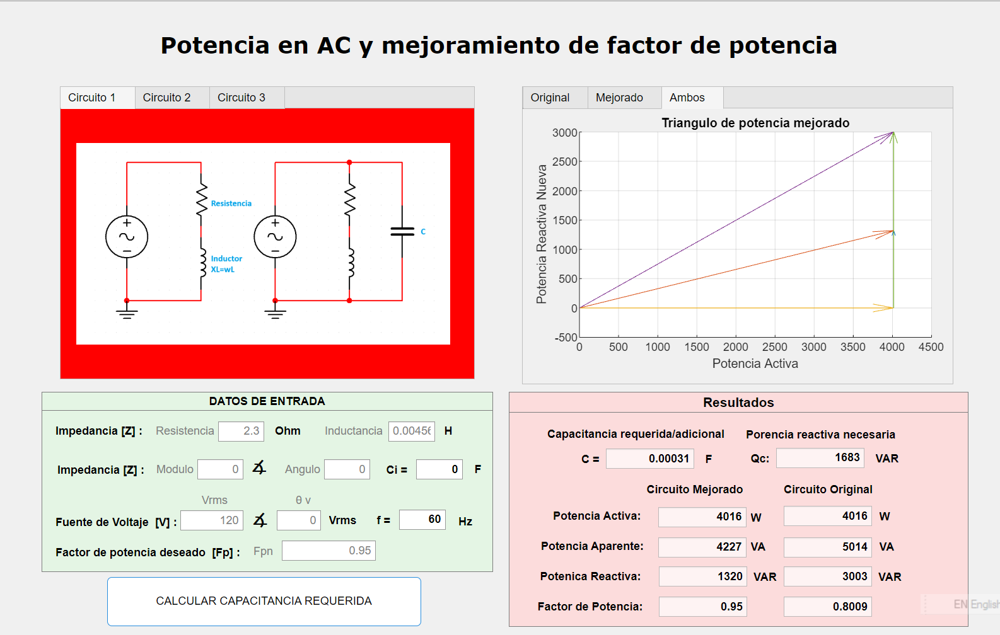 Potencia en AC y mejoramiento de factor de potencia
Circuito 1 Circuito 2 Circuito 3
Resistencia
Inductor
XL=wL
C
Original Mejorado Ambos
Triangulo de potencia mejorado
Potencia Reactiva Nueva
3000
2500
2000
1500
1000
500
0
-500
0 500 1000 1500 2000 2500 3000 3500 4000 4500
Potencia Activa
DATOS DE ENTRADA
Impedancia [Z] : Resistencia 2.3 Ohm Inductancia 0.00456 H
Impedancia [Z] : Modulo 0 Angulo 0 Ci = 0 F
Vrms θ v
Fuente de Voltaje [V] : 120 0 Vrms f = 60 Hz
Factor de potencia deseado [Fp] : Fpn 0.95
CALCULAR CAPACITANCIA REQUERIDA
Resultados
Capacitancia requerida/adicional Porencia reactiva necesaria
C = 0.00031 F Qc: 1683 VAR
Circuito Mejorado Circuito Original
Potencia Activa: 4016 W 4016 W
Potencia Aparente: 4227 VA 5014 VA
Potenica Reactiva: 1320 VAR 3003 VAR
Factor de Potencia: 0.95 0.8009
EN English